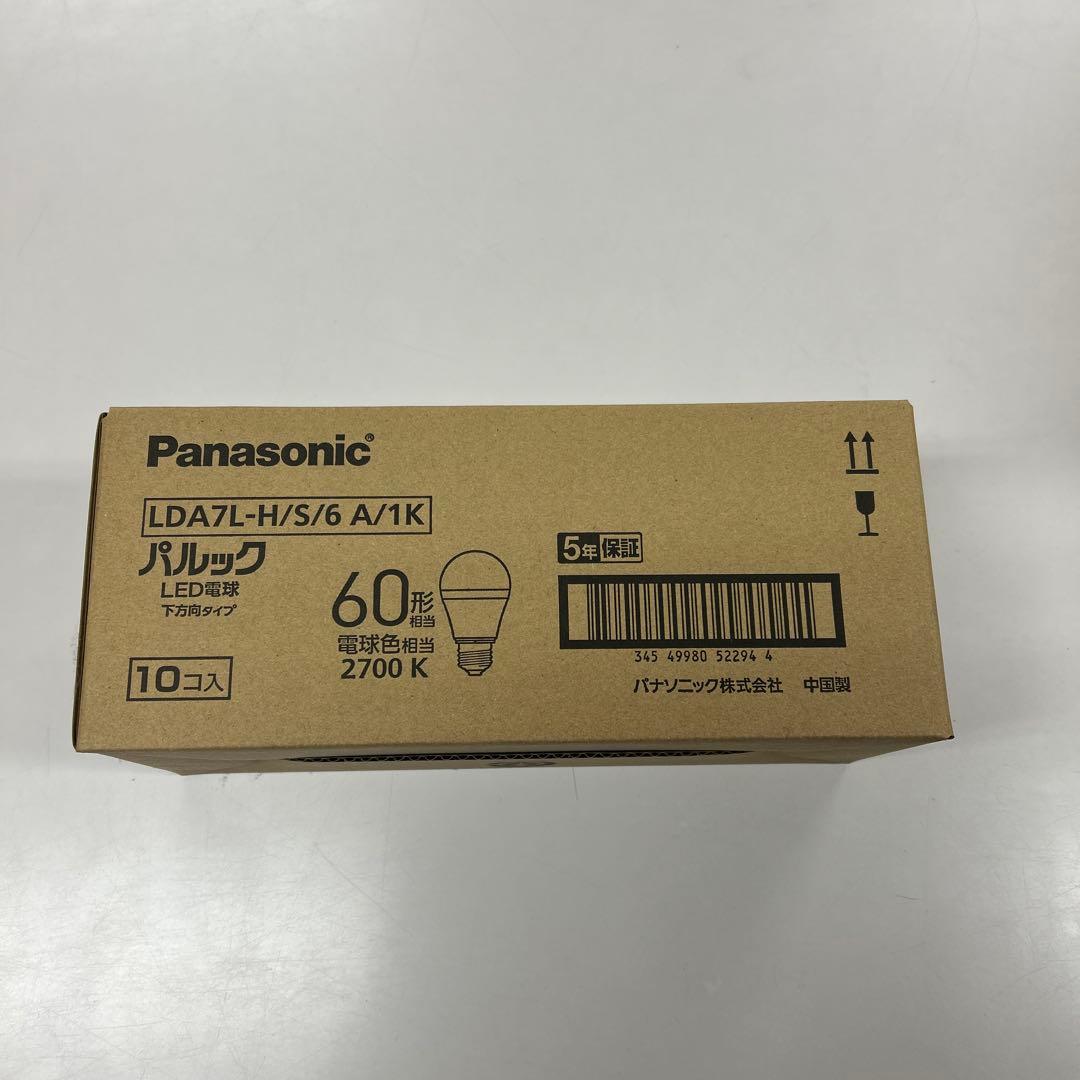 Panasonic®
LDA7L-H/S/6 A/1K
パルック
LED電球
下方向タイプ
60形相当
電球色相当
2700 K
10コ入
5年保証
345 49980 52294 4
パナソニック株式会社 中国製